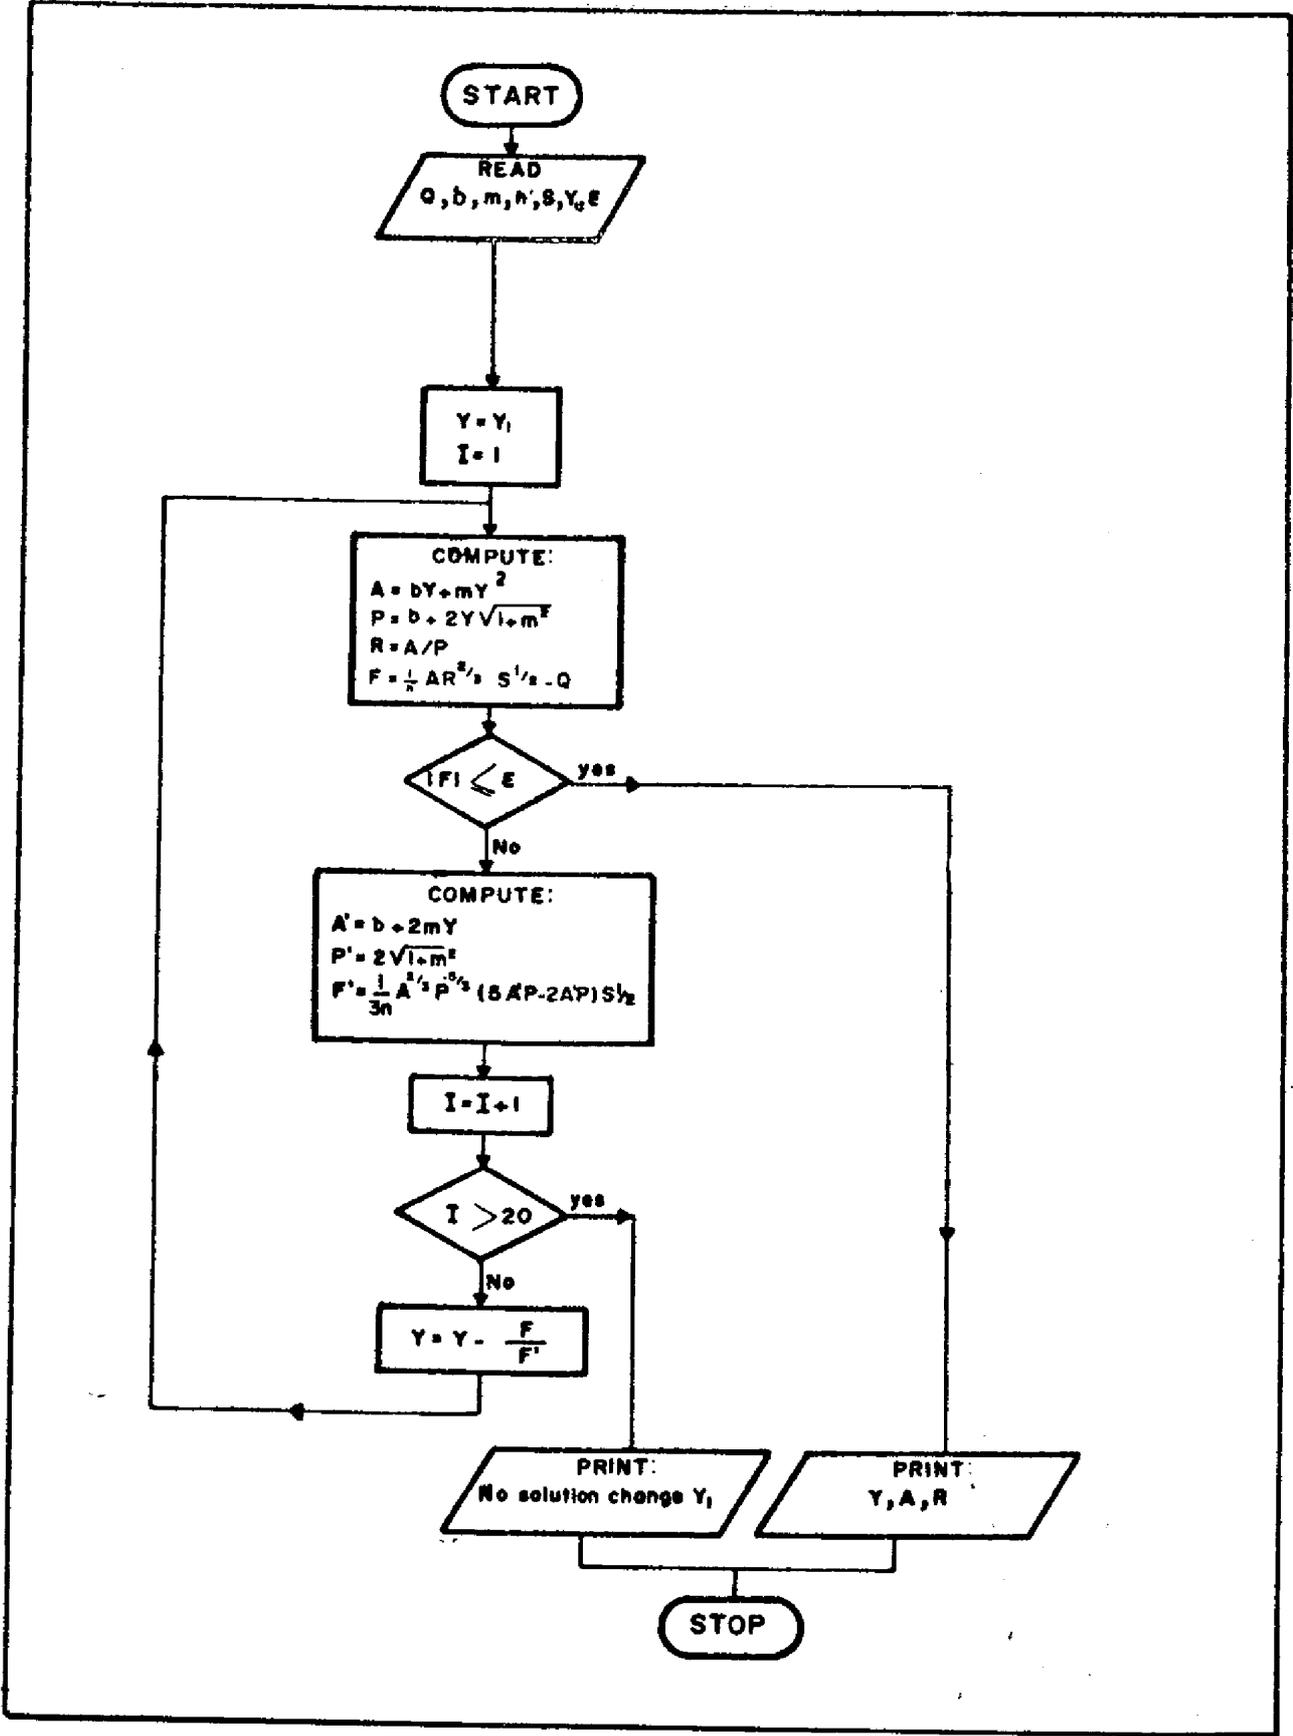 START
READ
Q, b, m, n, S, Y₁, E
Y = Y₁
I = 1
COMPUTE:
A = bY + mY²
P = b + 2Y√(1+m²)
R = A/P
F = 1/n AR^2/3 S^1/2 - Q
|F| ≤ E
yes
No
COMPUTE:
A' = b + 2mY
P' = 2√(1+m²)
F' = 1/3n A^2/3 P^-5/3 (5A'P-2AP') S^1/2
I = I + 1
I > 20
yes
No
Y = Y - F/F'
PRINT:
No solution change Y₁
PRINT:
Y, A, R
STOP